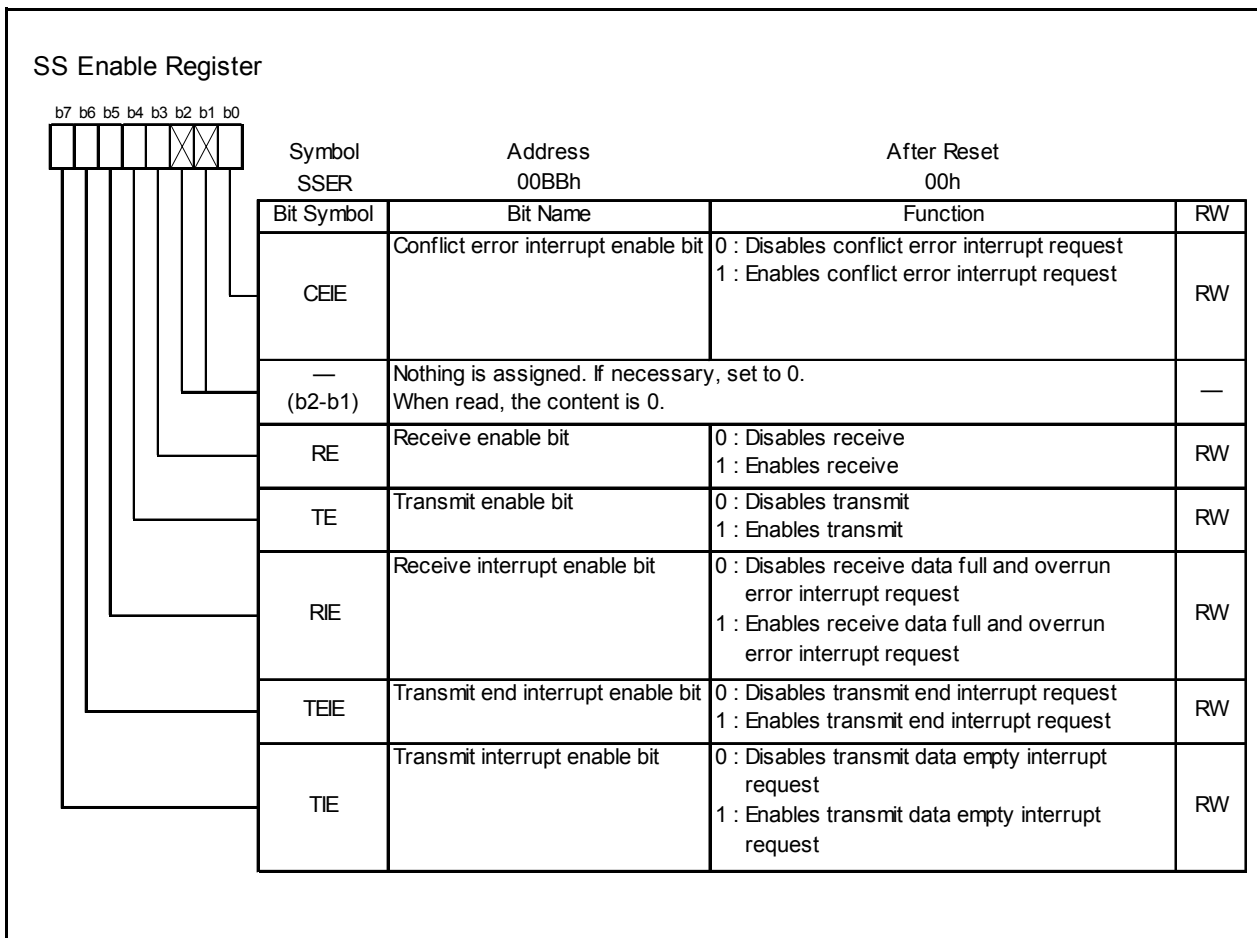 SS Enable Register
b7 b6 b5 b4 b3 b2 b1 b0
Symbol Address After Reset
SSER 00BBh 00h
Bit Symbol Bit Name Function RW
CEIE Conflict error interrupt enable bit 0 : Disables conflict error interrupt request
1 : Enables conflict error interrupt request
RW
—
(b2-b1)
Nothing is assigned. If necessary, set to 0.
When read, the content is 0.
—
RE Receive enable bit 0 : Disables receive
1 : Enables receive
RW
TE Transmit enable bit 0 : Disables transmit
1 : Enables transmit
RW
RIE Receive interrupt enable bit 0 : Disables receive data full and overrun
error interrupt request
1 : Enables receive data full and overrun
error interrupt request
RW
TEIE Transmit end interrupt enable bit 0 : Disables transmit end interrupt request
1 : Enables transmit end interrupt request
RW
TIE Transmit interrupt enable bit 0 : Disables transmit data empty interrupt
request
1 : Enables transmit data empty interrupt
request
RW